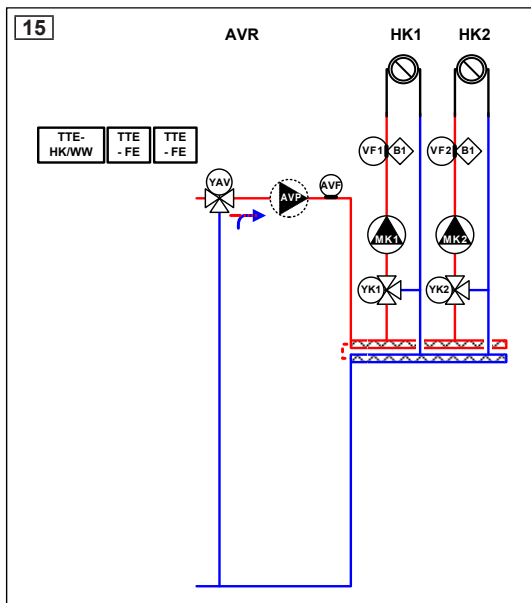 15
AVR
HK1
HK2
TTE-
HK/WW
TTE
- FE
TTE
- FE
VF1
B1
VF2
B1
YAV
AVP
AVF
MK1
MK2
YK1
YK2